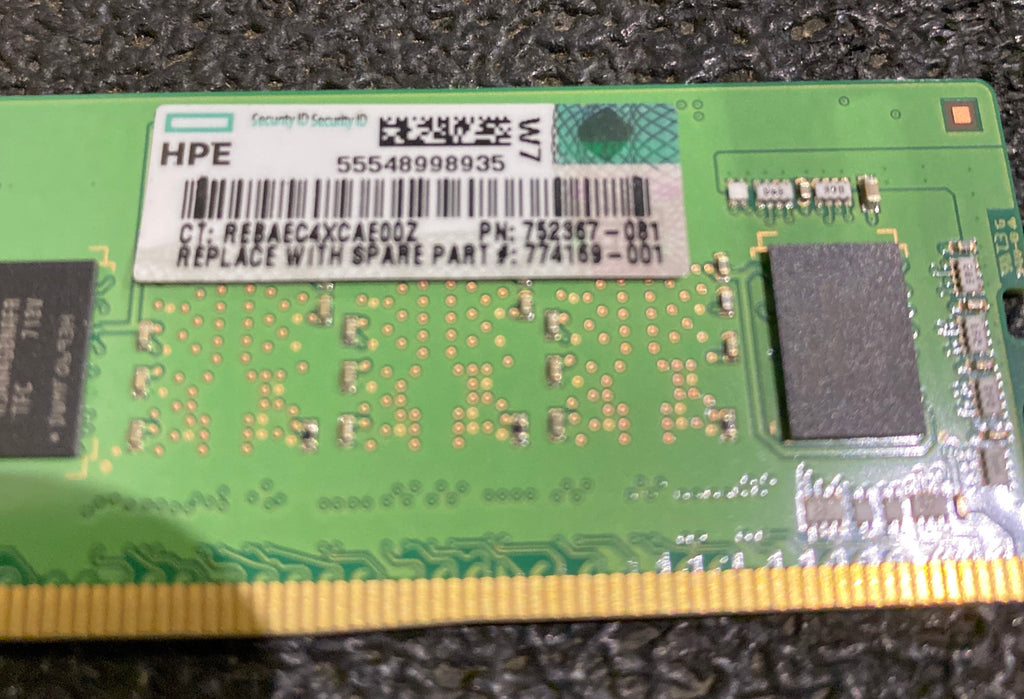 Security ID Security ID
W7
HPE
55548998935
CT: REBAEC4XCAE00Z PN: 752367-081
REPLACE WITH SPARE PART #: 774169-001